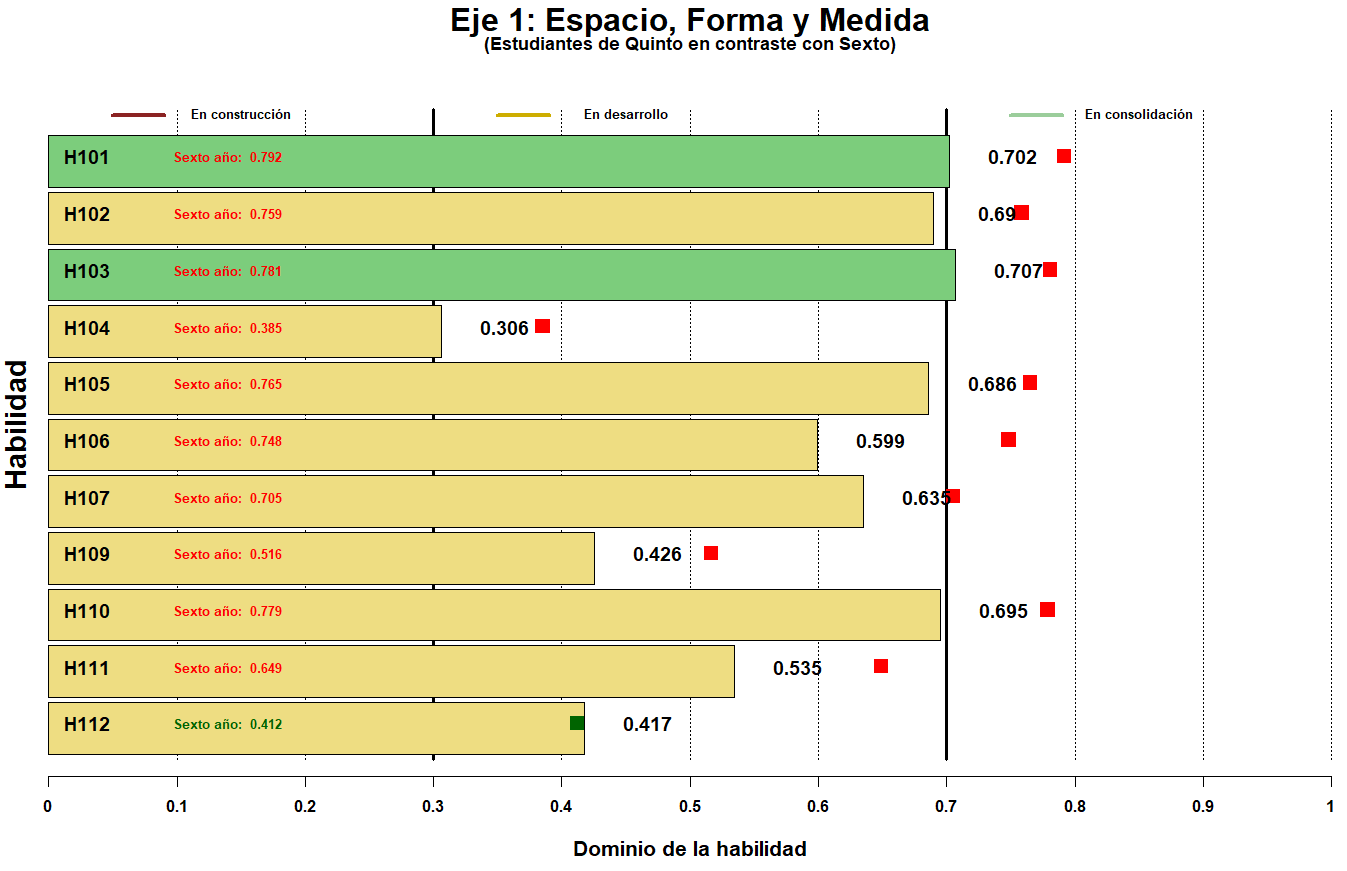 Eje 1: Espacio, Forma y Medida
(Estudiantes de Quinto en contraste con Sexto)
En construcción En desarrollo En consolidación
H101 Sexto año: 0.792 0.702
H102 Sexto año: 0.759 0.69
H103 Sexto año: 0.781 0.707
H104 Sexto año: 0.385 0.306
H105 Sexto año: 0.765 0.686
H106 Sexto año: 0.748 0.599
H107 Sexto año: 0.705 0.635
H109 Sexto año: 0.516 0.426
H110 Sexto año: 0.779 0.695
H111 Sexto año: 0.649 0.535
H112 Sexto año: 0.412 0.417
Habilidad
0 0.1 0.2 0.3 0.4 0.5 0.6 0.7 0.8 0.9 1
Dominio de la habilidad